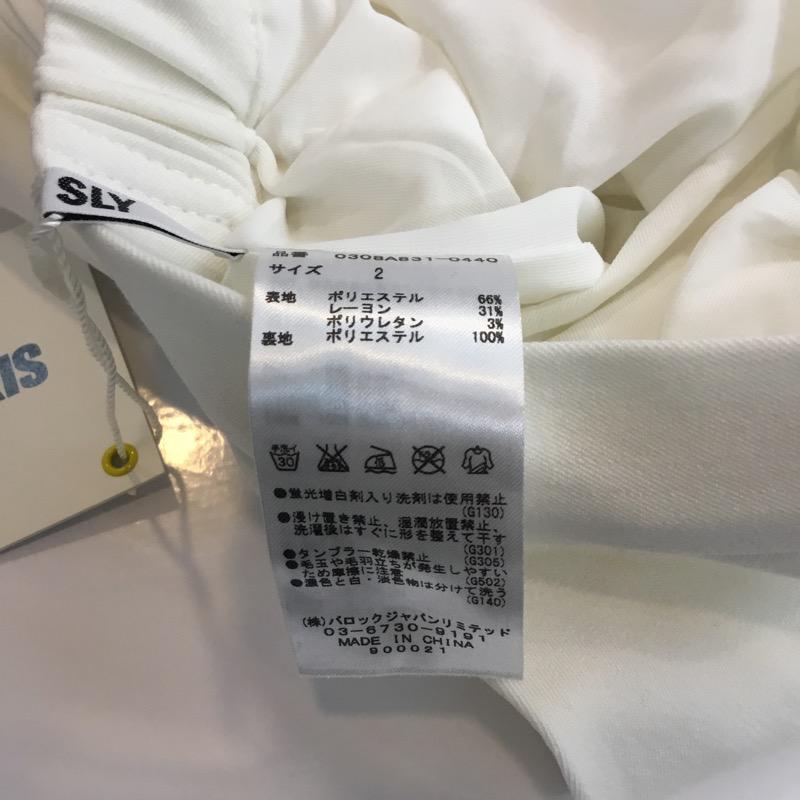 SLY
品番 0308AB31-0440
サイズ 2
表地 ポリエステル 66%
レーヨン 31%
ポリウレタン 3%
裏地 ポリエステル 100%
手洗イ
30
●蛍光増白剤入り洗剤は使用禁止
(G130)
●浸け置き禁止、湿潤放置禁止、
洗濯後はすぐに形を整えて干す
(G301)
●タンブラー乾燥禁止 (G305)
●毛玉や毛羽立ちが発生しやすい
ため摩擦に注意 (G502)
●濃色と白・淡色物は分けて洗う
(G140)
(株)バロックジャパンリミテッド
03-6730-9191
MADE IN CHINA
900021